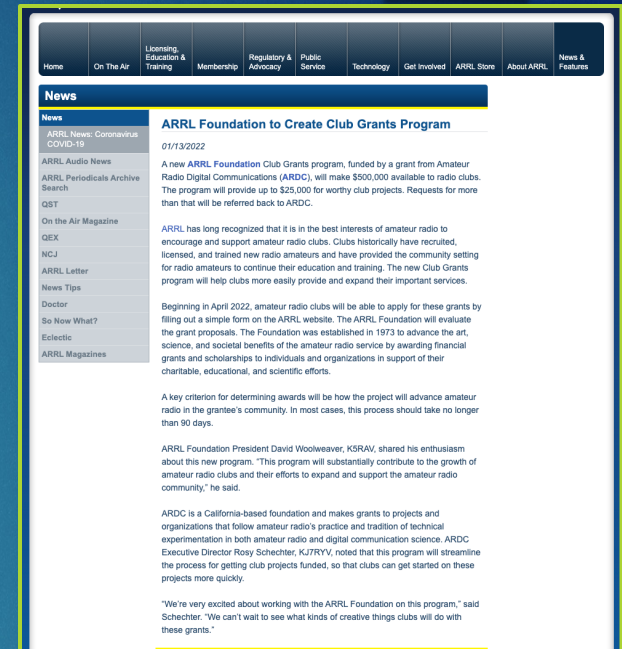 Home
On The Air
Licensing,
Education &
Training
Membership
Regulatory &
Advocacy
Public
Service
Technology
Get Involved
ARRL Store
About ARRL
News &
Features
News
News
ARRL News: Coronavirus
COVID-19
ARRL Audio News
ARRL Periodicals Archive
Search
QST
On the Air Magazine
QEX
NCJ
ARRL Letter
News Tips
Doctor
So Now What?
Eclectic
ARRL Magazines
ARRL Foundation to Create Club Grants Program
01/13/2022
A new ARRL Foundation Club Grants program, funded by a grant from Amateur
Radio Digital Communications (ARDC), will make $500,000 available to radio clubs.
The program will provide up to $25,000 for worthy club projects. Requests for more
than that will be referred back to ARDC.
ARRL has long recognized that it is in the best interests of amateur radio to
encourage and support amateur radio clubs. Clubs historically have recruited,
licensed, and trained new radio amateurs and have provided the community setting
for radio amateurs to continue their education and training. The new Club Grants
program will help clubs more easily provide and expand their important services.
Beginning in April 2022, amateur radio clubs will be able to apply for these grants by
filling out a simple form on the ARRL website. The ARRL Foundation will evaluate
the grant proposals. The Foundation was established in 1973 to advance the art,
science, and societal benefits of the amateur radio service by awarding financial
grants and scholarships to individuals and organizations in support of their
charitable, educational, and scientific efforts.
A key criterion for determining awards will be how the project will advance amateur
radio in the grantee's community. In most cases, this process should take no longer
than 90 days.
ARRL Foundation President David Woolweaver, K5RAV, shared his enthusiasm
about this new program. "This program will substantially contribute to the growth of
amateur radio clubs and their efforts to expand and support the amateur radio
community," he said.
ARDC is a California-based foundation and makes grants to projects and
organizations that follow amateur radio's practice and tradition of technical
experimentation in both amateur radio and digital communication science. ARDC
Executive Director Rosy Schechter, KJ7RYV, noted that this program will streamline
the process for getting club projects funded, so that clubs can get started on these
projects more quickly.
"We're very excited about working with the ARRL Foundation on this program," said
Schechter. "We can't wait to see what kinds of creative things clubs will do with
these grants."